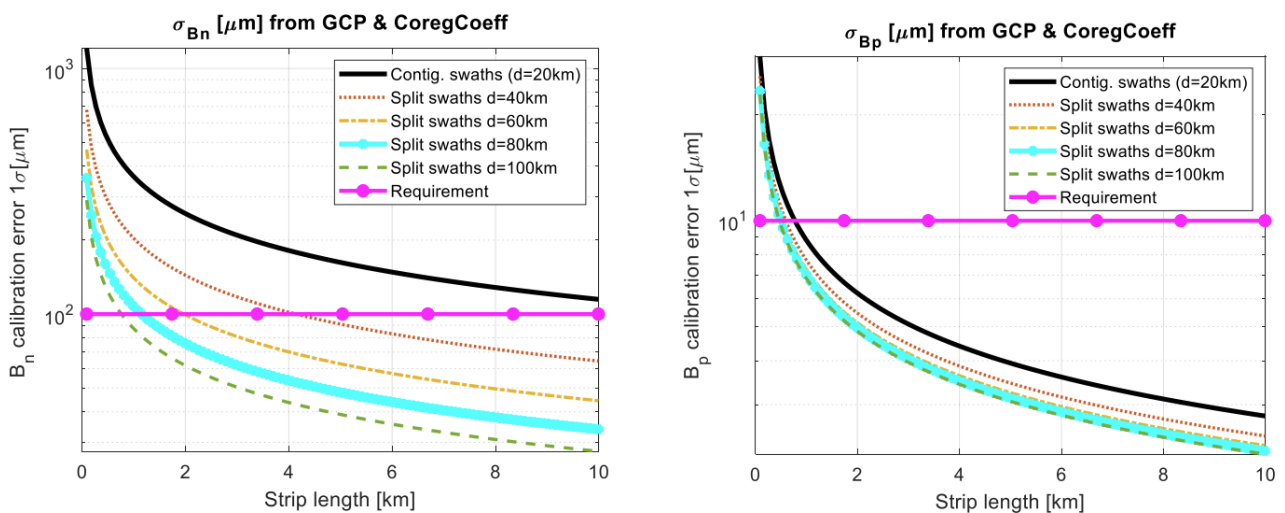 σBn [μm] from GCP & CoregCoeff
10³
10²
Bn calibration error 1σ[μm]
Contig. swaths (d=20km)
Split swaths d=40km
Split swaths d=60km
Split swaths d=80km
Split swaths d=100km
Requirement
0 2 4 6 8 10
Strip length [km]
σBp [μm] from GCP & CoregCoeff
10¹
Bp calibration error 1σ[μm]
Contig. swaths (d=20km)
Split swaths d=40km
Split swaths d=60km
Split swaths d=80km
Split swaths d=100km
Requirement
0 2 4 6 8 10
Strip length [km]